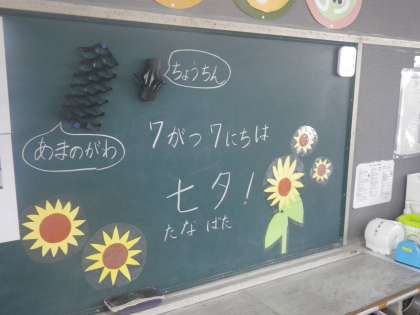 ちょうちん
あまのがわ
7がつ7にちは
七夕!
たなばた